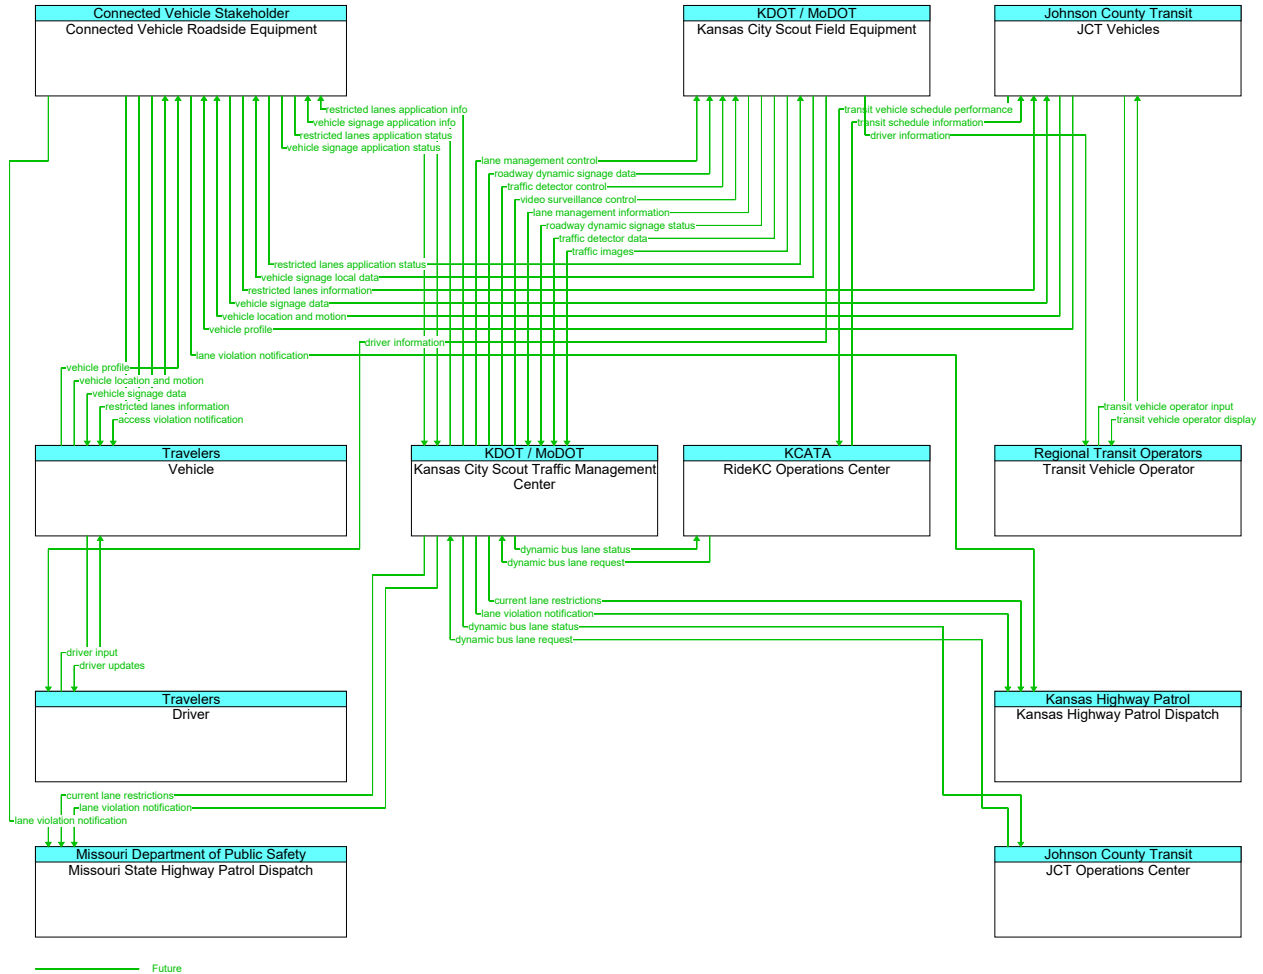 Connected Vehicle Stakeholder
Connected Vehicle Roadside Equipment
KDOT / MoDOT
Kansas City Scout Field Equipment
Johnson County Transit
JCT Vehicles
restricted lanes application info
vehicle signage application info
restricted lanes application status
vehicle signage application status
transit vehicle schedule performance
transit schedule information
driver information
lane management control
roadway dynamic signage data
traffic detector control
video surveillance control
lane management information
roadway dynamic signage status
traffic detector data
traffic images
restricted lanes application status
vehicle signage local data
restricted lanes information
vehicle signage data
vehicle location and motion
vehicle profile
driver information
lane violation notification
vehicle profile
vehicle location and motion
vehicle signage data
restricted lanes information
access violation notification
transit vehicle operator input
transit vehicle operator display
Travelers
Vehicle
KDOT / MoDOT
Kansas City Scout Traffic Management
Center
KCATA
RideKC Operations Center
Regional Transit Operators
Transit Vehicle Operator
dynamic bus lane status
dynamic bus lane request
current lane restrictions
lane violation notification
dynamic bus lane status
dynamic bus lane request
driver input
driver updates
Travelers
Driver
Kansas Highway Patrol
Kansas Highway Patrol Dispatch
current lane restrictions
lane violation notification
lane violation notification
Missouri Department of Public Safety
Missouri State Highway Patrol Dispatch
Johnson County Transit
JCT Operations Center
Future